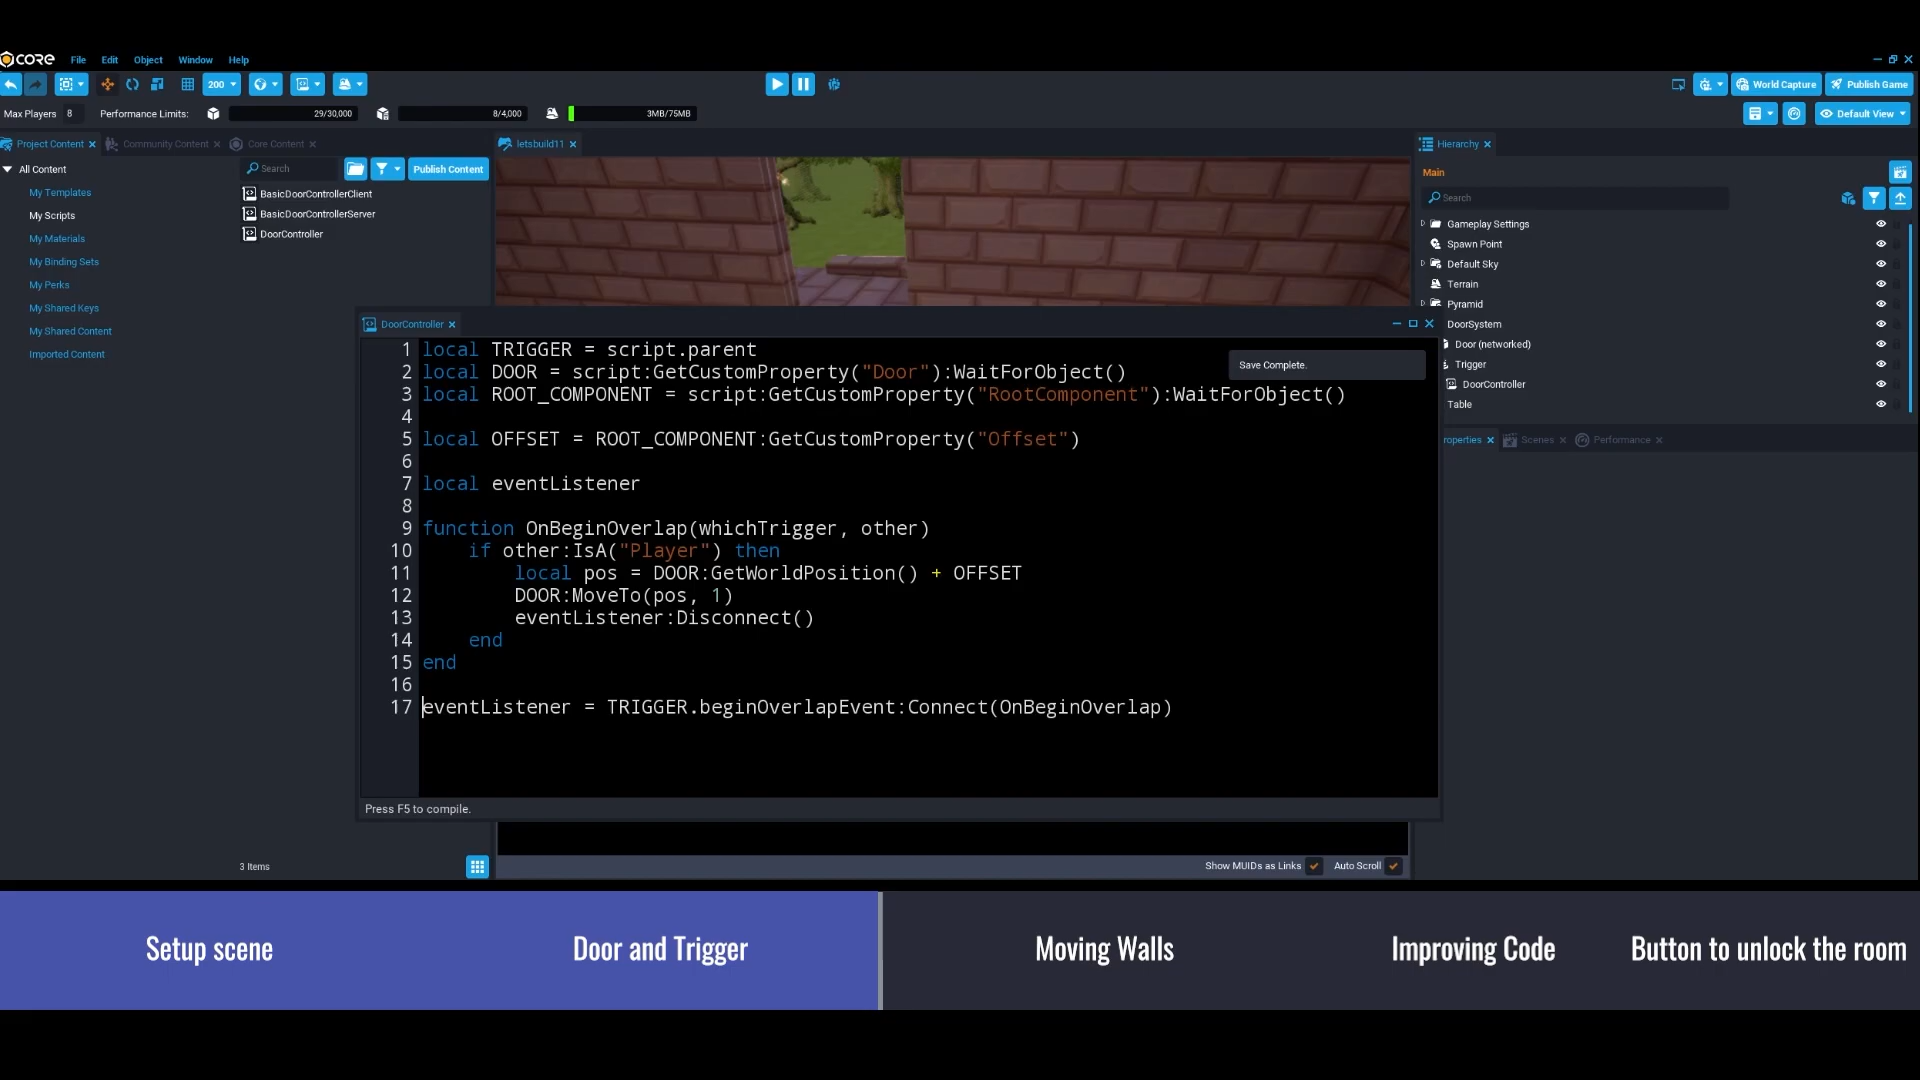 CORE File Edit Object Window Help
200 World Capture Publish Game
Max Players 8 Performance Limits: 29/30,000 8/4,000 3MB/75MB Default View
Project Content Community Content Core Content letsbuild11 Hierarchy
All Content Search Publish Content
My Templates
My Scripts
My Materials
My Binding Sets
My Perks
My Shared Keys
My Shared Content
Imported Content
BasicDoorControllerClient
BasicDoorControllerServer
DoorController
3 Items
Main
Search
Gameplay Settings
Spawn Point
Default Sky
Terrain
Pyramid
DoorSystem
Door (networked)
Trigger
DoorController
Table
roperties Scenes Performance
DoorController
Save Complete.
1 local TRIGGER = script.parent
2 local DOOR = script:GetCustomProperty("Door"):WaitForObject()
3 local ROOT_COMPONENT = script:GetCustomProperty("RootComponent"):WaitForObject()
4
5 local OFFSET = ROOT_COMPONENT:GetCustomProperty("Offset")
6
7 local eventListener
8
9 function OnBeginOverlap(whichTrigger, other)
10 if other:IsA("Player") then
11 local pos = DOOR:GetWorldPosition() + OFFSET
12 DOOR:MoveTo(pos, 1)
13 eventListener:Disconnect()
14 end
15 end
16
17 eventListener = TRIGGER.beginOverlapEvent:Connect(OnBeginOverlap)
Press F5 to compile.
Show MUIDs as Links Auto Scroll
Setup scene Door and Trigger Moving Walls Improving Code Button to unlock the room